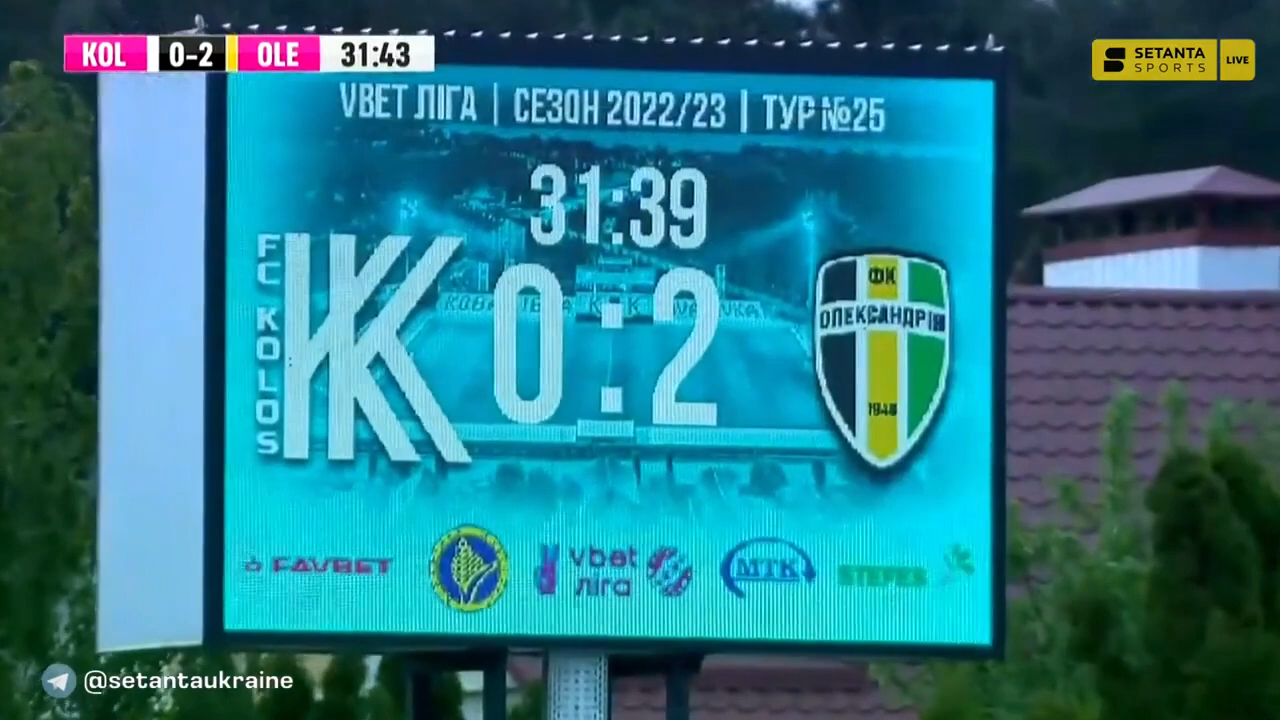 KOL 0-2 OLE 31:43
SETANTA SPORTS LIVE
VBET ЛІГА | СЕЗОН 2022/23 | ТУР №25
31:39
FC KOLOS
0:2
ФК
ОЛЕКСАНДРІЯ
1948
FAVBET
vbet ліга
МТК
@setantaukraine